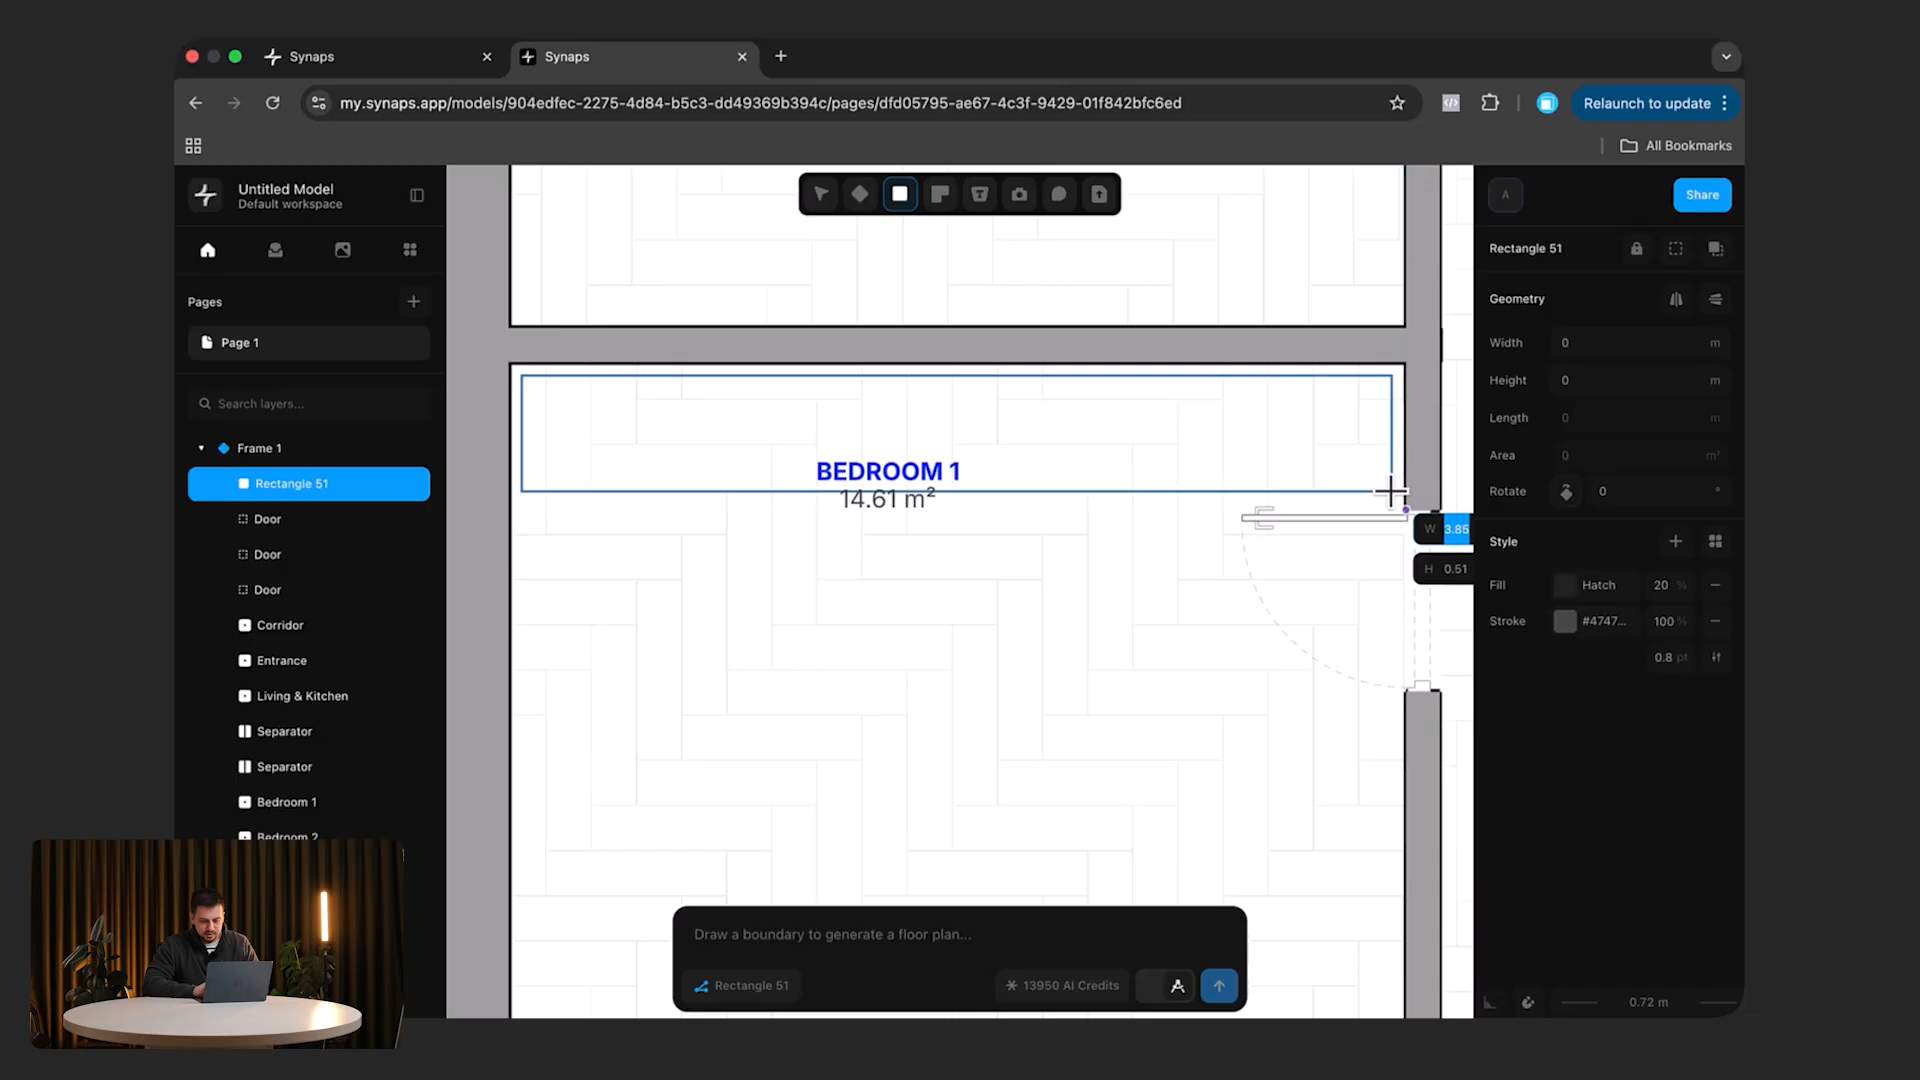 Synaps
Synaps
my.synaps.app/models/904edfec-2275-4d84-b5c3-dd49369b394c/pages/dfd05795-ae67-4c3f-9429-01f842bfc6ed
Relaunch to update
All Bookmarks
Untitled Model
Default workspace
Pages
Page 1
Search layers...
Frame 1
Rectangle 51
Door
Door
Door
Corridor
Entrance
Living & Kitchen
Separator
Separator
Bedroom 1
Bedroom 2
BEDROOM 1
14.61 m²
W 3.85
H 0.51
Draw a boundary to generate a floor plan...
Rectangle 51
13950 AI Credits
A
Share
Rectangle 51
Geometry
Width 0 m
Height 0 m
Length 0 m
Area 0 m²
Rotate 0 °
Style
Fill Hatch 20 %
Stroke #4747... 100 %
0.8 pt
0.72 m